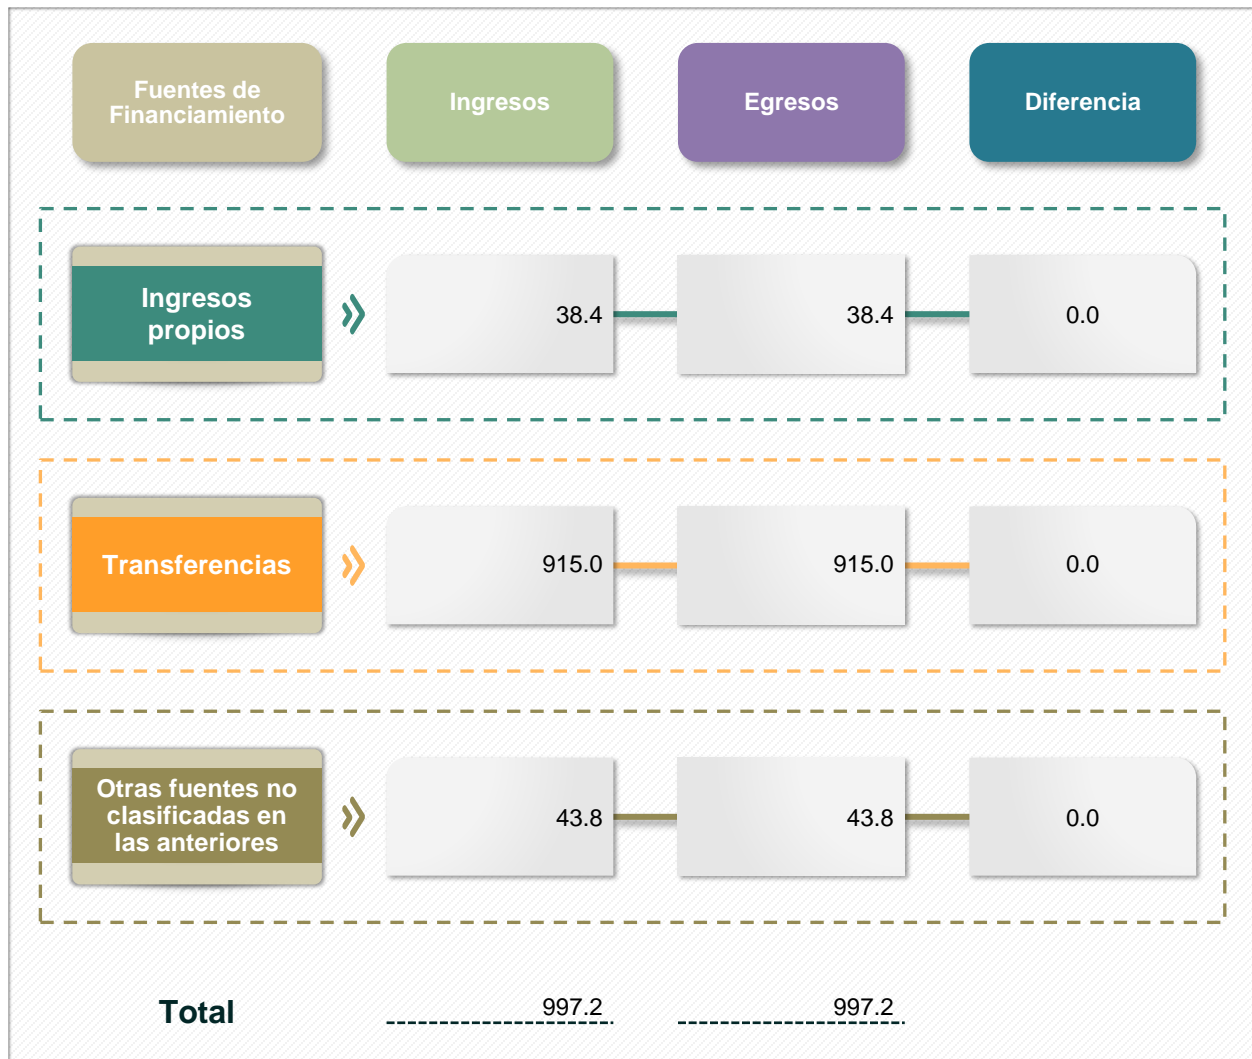 Fuentes de
Financiamiento
Ingresos
Egresos
Diferencia
Ingresos
propios
38.4
38.4
0.0
Transferencias
915.0
915.0
0.0
Otras fuentes no
clasificadas en
las anteriores
43.8
43.8
0.0
Total
997.2
997.2